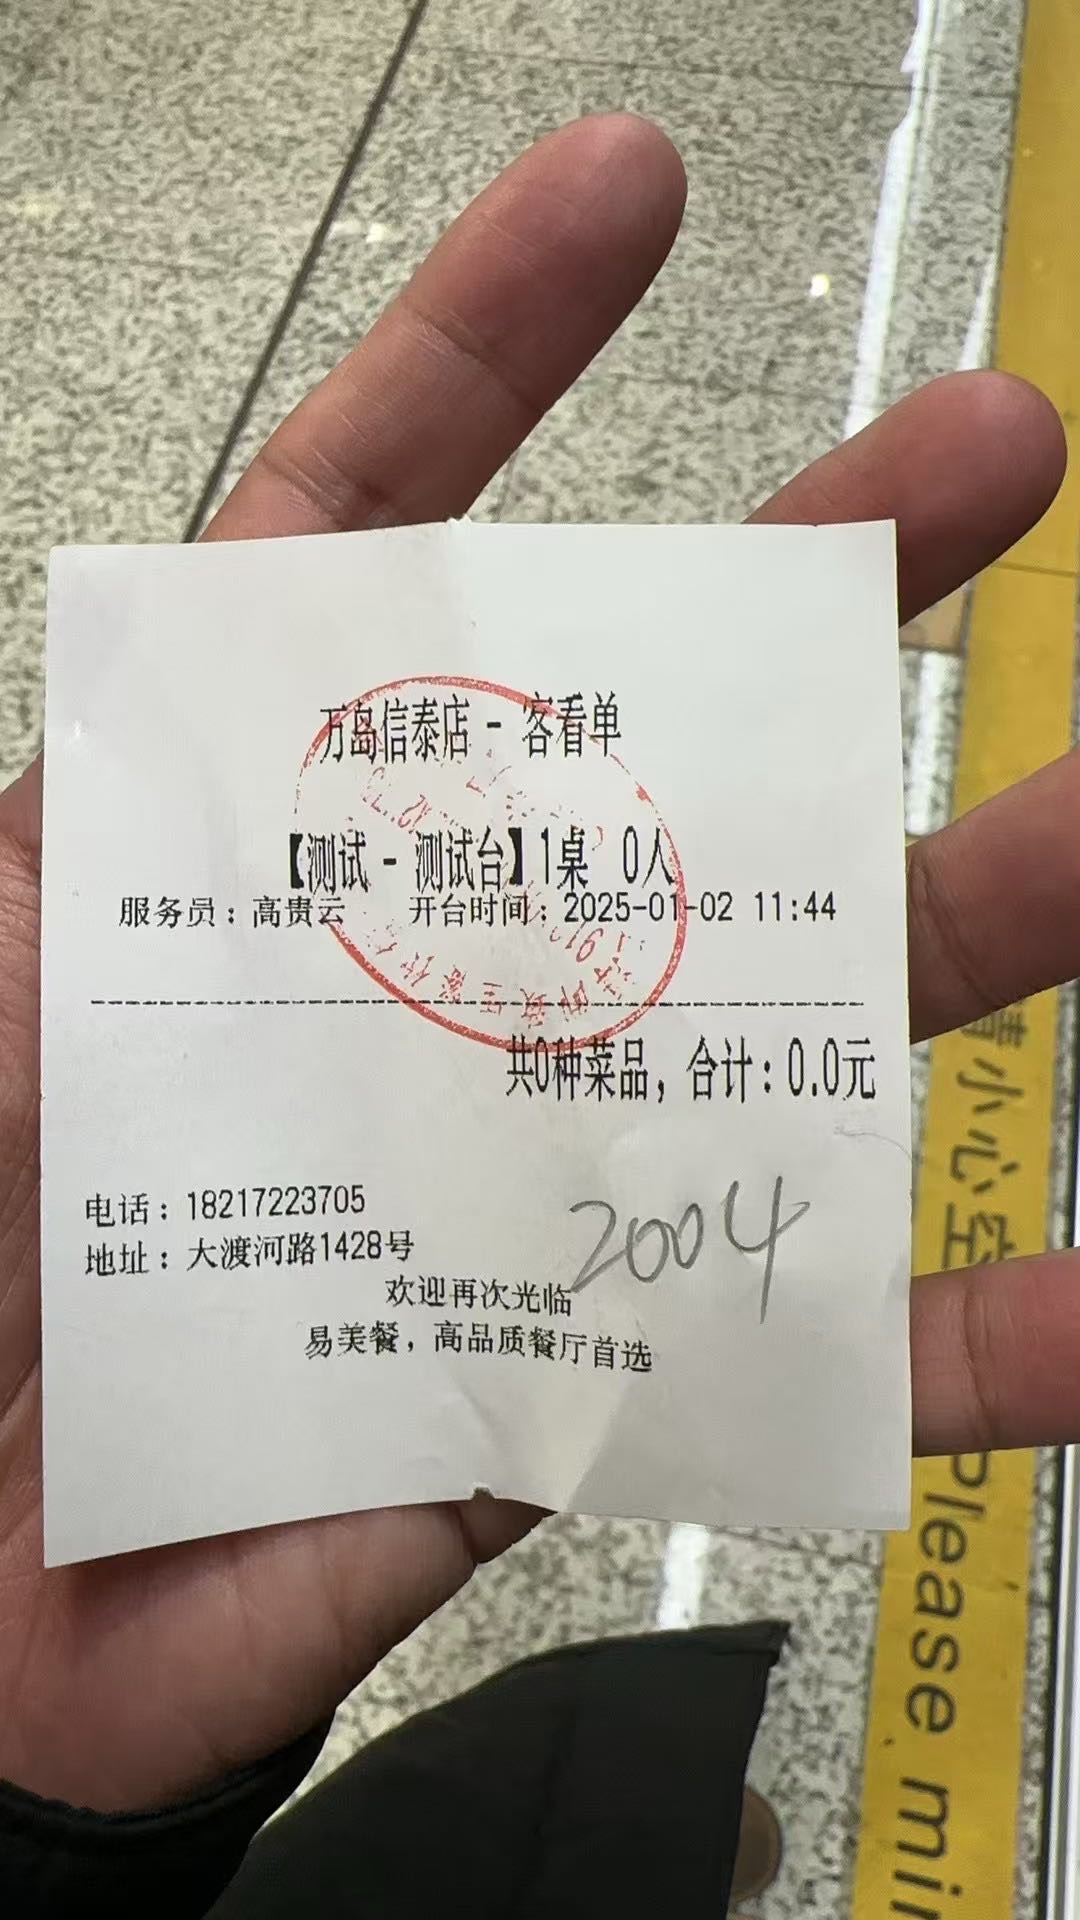 万岛信泰店 - 客看单
【测试 - 测试台】1桌 0人
服务员：高贵云 开台时间：2025-01-02 11:44
共0种菜品，合计：0.0元
电话：18217223705
地址：大渡河路1428号
2004
欢迎再次光临
易美餐，高品质餐厅首选
请小心空
Please min